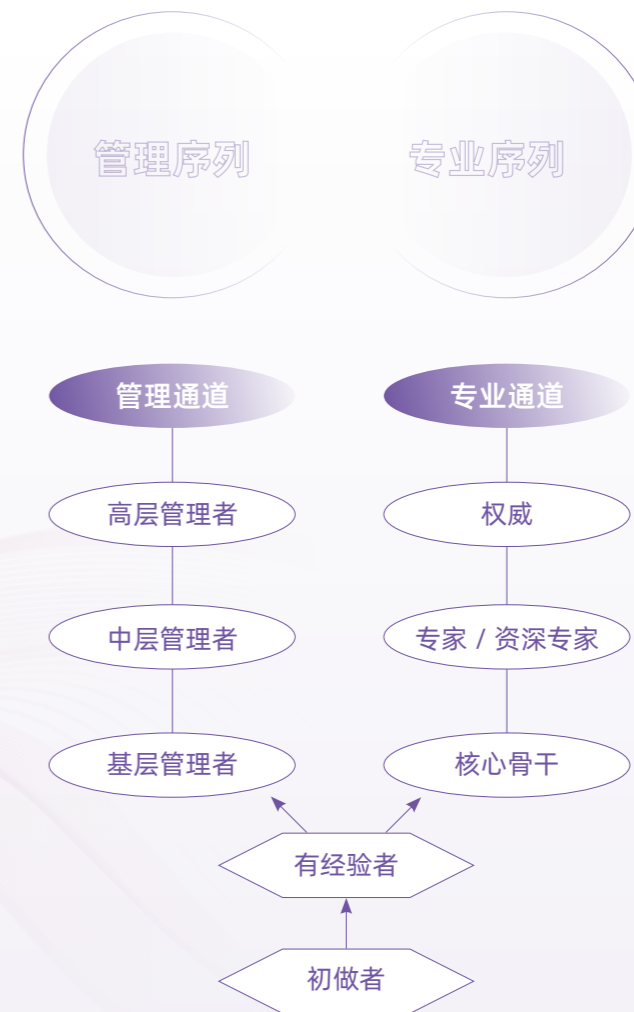 管理序列
专业序列
管理通道
专业通道
高层管理者
权威
中层管理者
专家 / 资深专家
基层管理者
核心骨干
有经验者
初做者